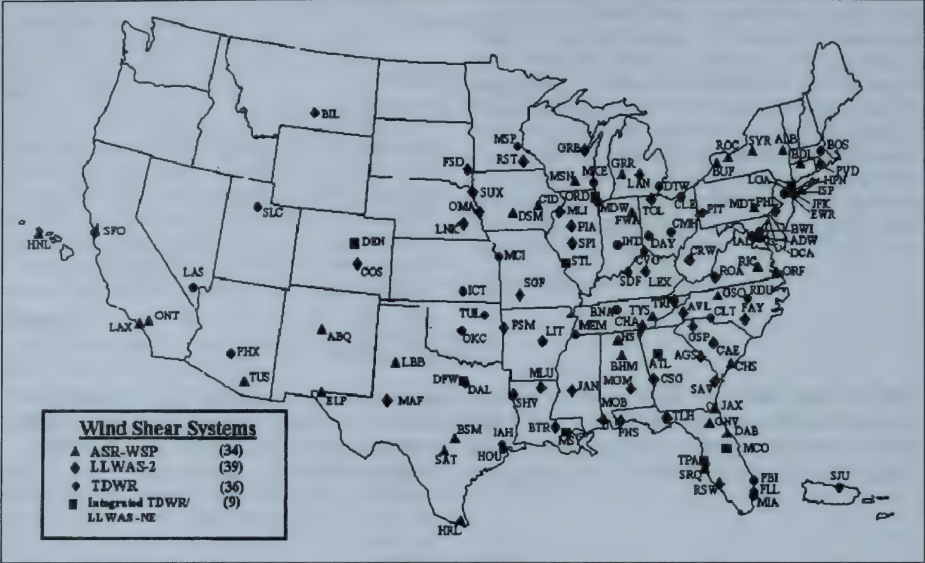 BIL
MSP
RST
GRB
FSD
SUX
MSN
MKE
GRR
LAN
DTW
ROC
SYR
ALB
BDL
BOS
PVD
BUF
LGA
HPN
ISP
JFK
EWR
OMA
LNK
DSM
CID
ORD
MDW
MLI
PIA
SPI
FWA
TOL
CLE
PIT
MDT
PHL
CMH
IND
DAY
CVG
IAD
BWI
ADW
DCA
SLC
HNL
SFO
DEN
COS
MCI
STL
SDF
LEX
CRW
ROA
RIC
ORF
LAS
ICT
SGF
TUL
OKC
FSM
BNA
MEM
TYS
TRI
CHA
AVL
GSO
RDU
CLT
FAY
LAX
ONT
ABQ
LIT
GSP
PHX
TUS
LBB
DFW
DAL
MLU
JAN
BHM
ATL
AGS
CAE
CHS
MGM
CSG
SAV
ELP
MAF
SHV
MOB
BTR
PNS
TLH
JAX
GNV
DAB
MCO
BSM
SAT
IAH
HOU
TPA
SRQ
RSW
PBI
FLL
MIA
SJU
HRL
Wind Shear Systems
ASR-WSP (34)
LLWAS-2 (39)
TDWR (36)
Integrated TDWR/ (9)
LLWAS-NE